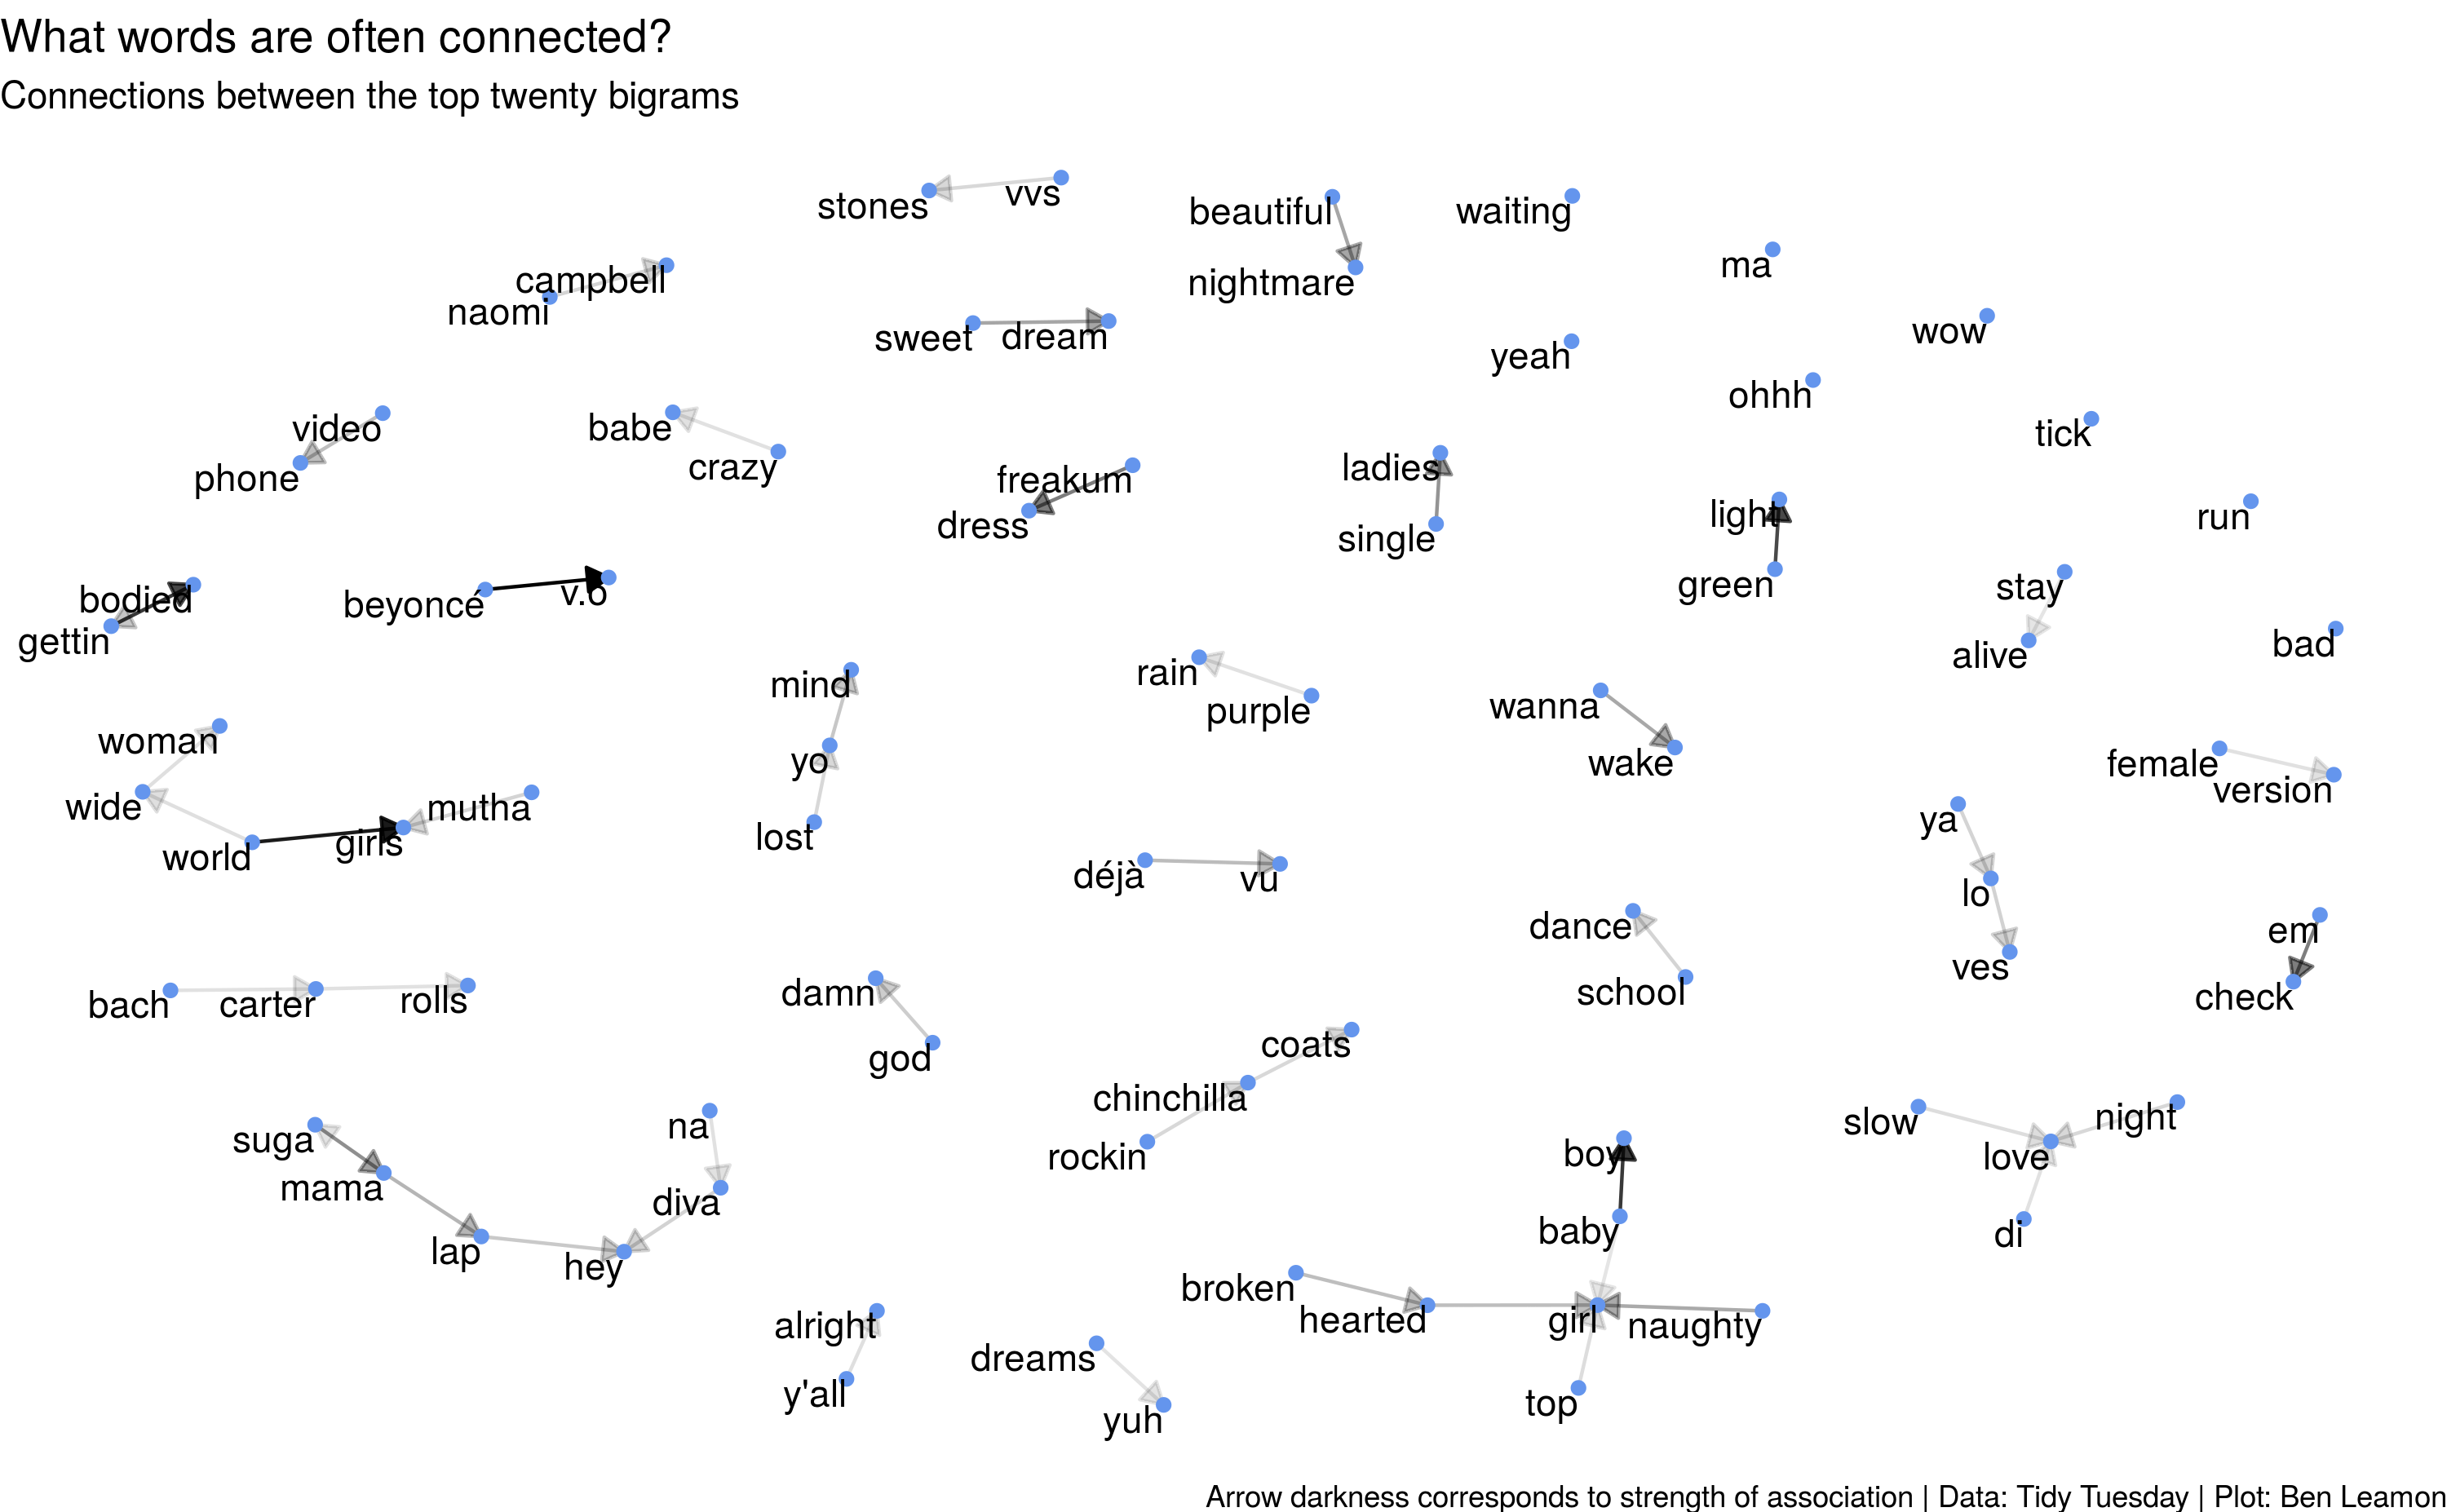 What words are often connected?
Connections between the top twenty bigrams
stones
vvs
beautiful
waiting
nightmare
ma
campbell
naomi
sweet
dream
wow
yeah
ohhh
video
babe
tick
phone
crazy
freakum
ladies
dress
single
light
run
green
stay
bodied
gettin
beyoncé
v.o
alive
bad
mind
rain
purple
wanna
woman
yo
wake
female
version
wide
mutha
world
girls
lost
ya
déjà
vu
lo
dance
em
ves
school
check
bach
carter
rolls
damn
god
coats
chinchilla
rockin
suga
na
mama
diva
lap
hey
boy
baby
slow
night
love
di
broken
hearted
girl
naughty
alright
y'all
dreams
yuh
top
Arrow darkness corresponds to strength of association | Data: Tidy Tuesday | Plot: Ben Leamon